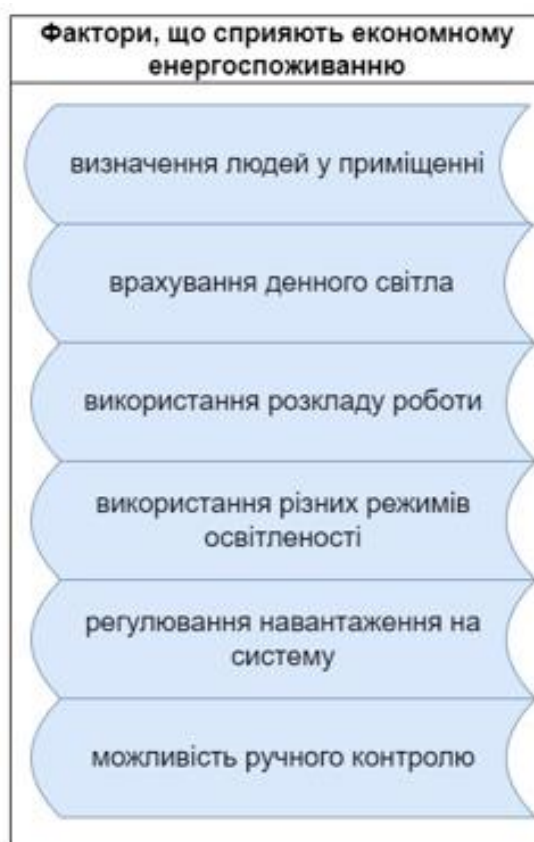 Фактори, що сприяють економному
енергоспоживанню
визначення людей у приміщенні
врахування денного світла
використання розкладу роботи
використання різних режимів
освітленості
регулювання навантаження на
систему
можливість ручного контролю